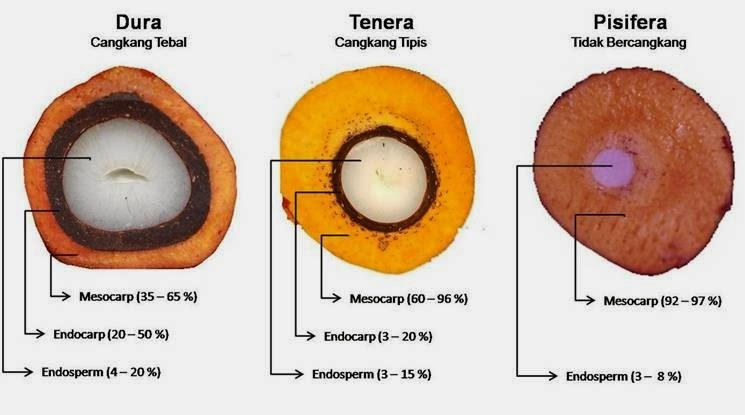 Dura
Cangkang Tebal
Tenera
Cangkang Tipis
Pisifera
Tidak Bercangkang
Mesocarp (35 – 65 %)
Endocarp (20 – 50 %)
Endosperm (4 – 20 %)
Mesocarp (60 – 96 %)
Endocarp (3 – 20 %)
Endosperm (3 – 15 %)
Mesocarp (92 – 97 %)
Endosperm (3 – 8 %)